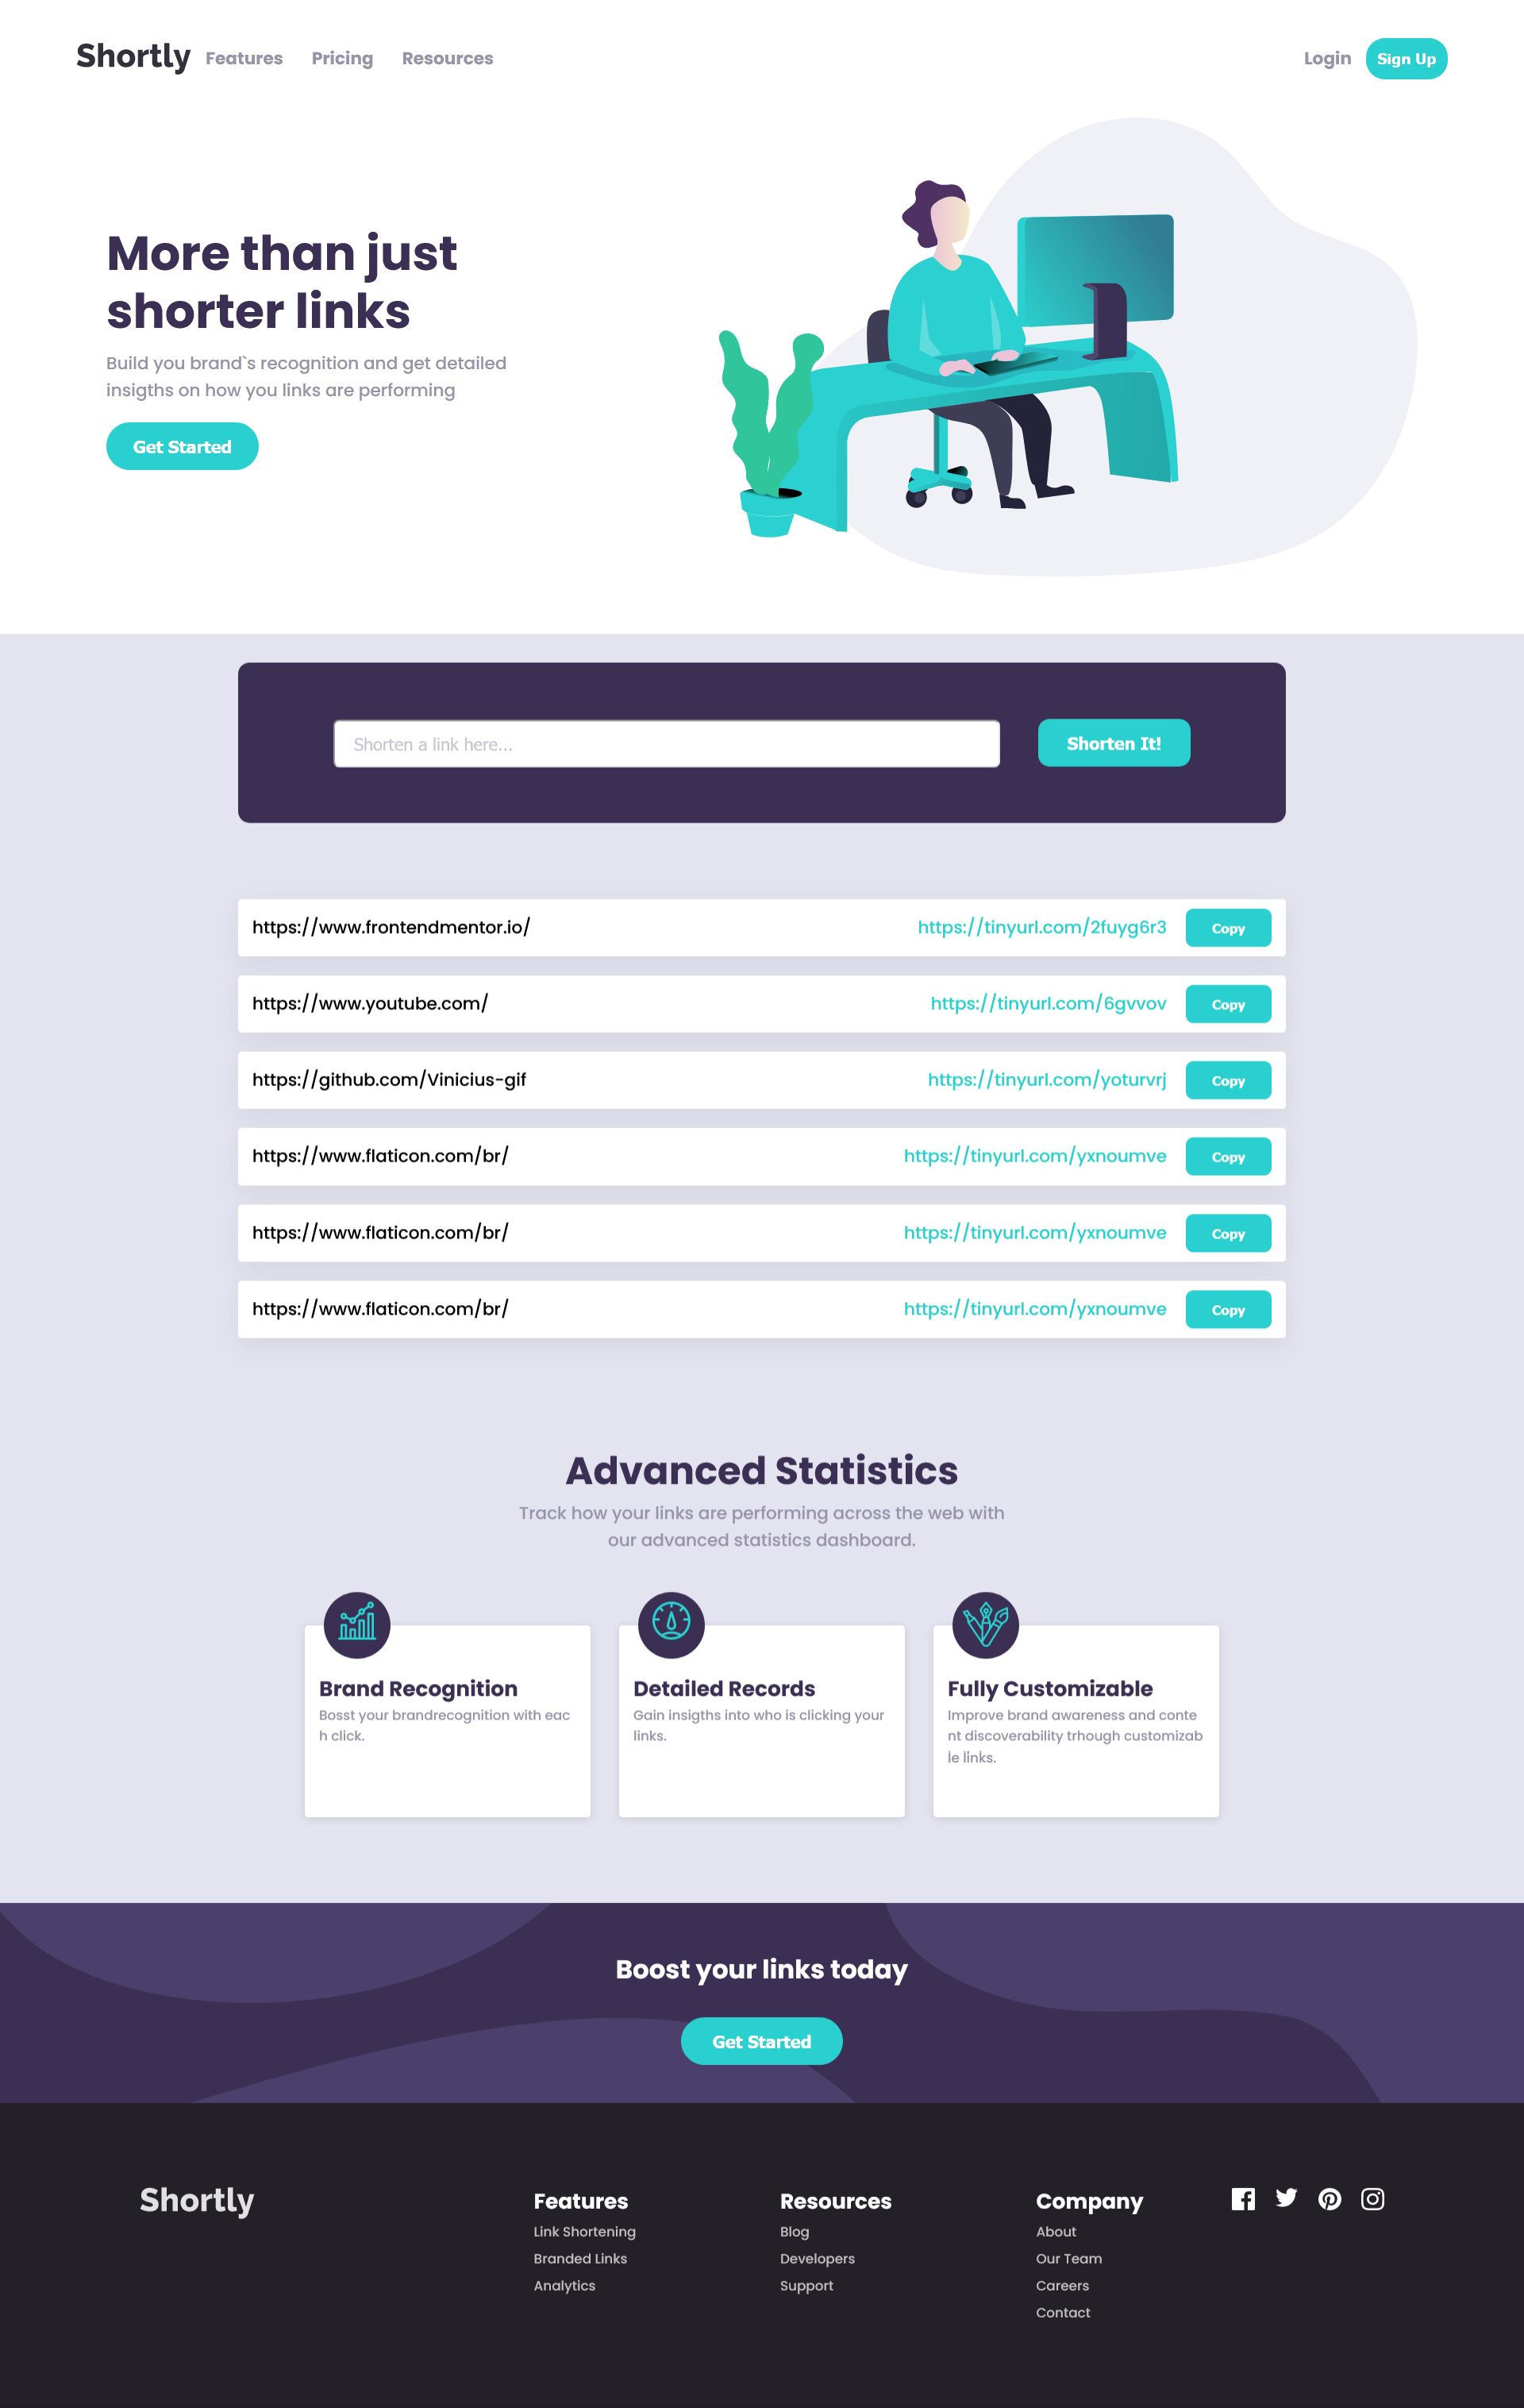 Shortly Features Pricing Resources Login Sign Up
More than just
shorter links
Build you brand`s recognition and get detailed
insigths on how you links are performing
Get Started
Shorten a link here...
Shorten It!
https://www.frontendmentor.io/ https://tinyurl.com/2fuyg6r3 Copy
https://www.youtube.com/ https://tinyurl.com/6gvvov Copy
https://github.com/Vinicius-gif https://tinyurl.com/yoturvrj Copy
https://www.flaticon.com/br/ https://tinyurl.com/yxnoumve Copy
https://www.flaticon.com/br/ https://tinyurl.com/yxnoumve Copy
https://www.flaticon.com/br/ https://tinyurl.com/yxnoumve Copy
Advanced Statistics
Track how your links are performing across the web with
our advanced statistics dashboard.
Brand Recognition
Bosst your brandrecognition with eac
h click.
Detailed Records
Gain insigths into who is clicking your
links.
Fully Customizable
Improve brand awareness and conte
nt discoverability trhough customizab
le links.
Boost your links today
Get Started
Shortly
Features
Link Shortening
Branded Links
Analytics
Resources
Blog
Developers
Support
Company
About
Our Team
Careers
Contact